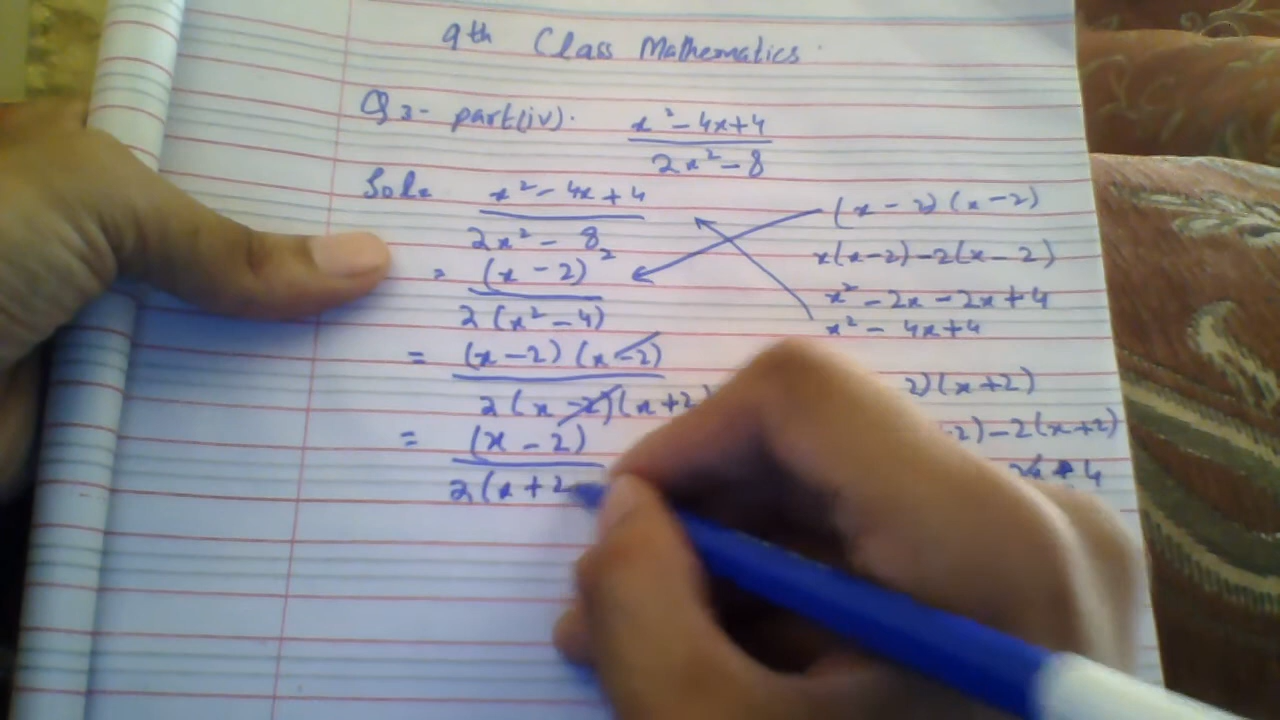 9th Class Mathematics
Q 3- part(iv). x²-4x+4
2x²-8
Sol:- x²-4x+4
2x²-8
= (x-2)²
2(x²-4)
= (x-2)(x-2)
2(x-2)(x+2)
= (x-2)
2(x+2
(x-2)(x-2)
x(x-2)-2(x-2)
x²-2x-2x+4
x²-4x+4
2)(x+2)
2)-2(x+2)
4